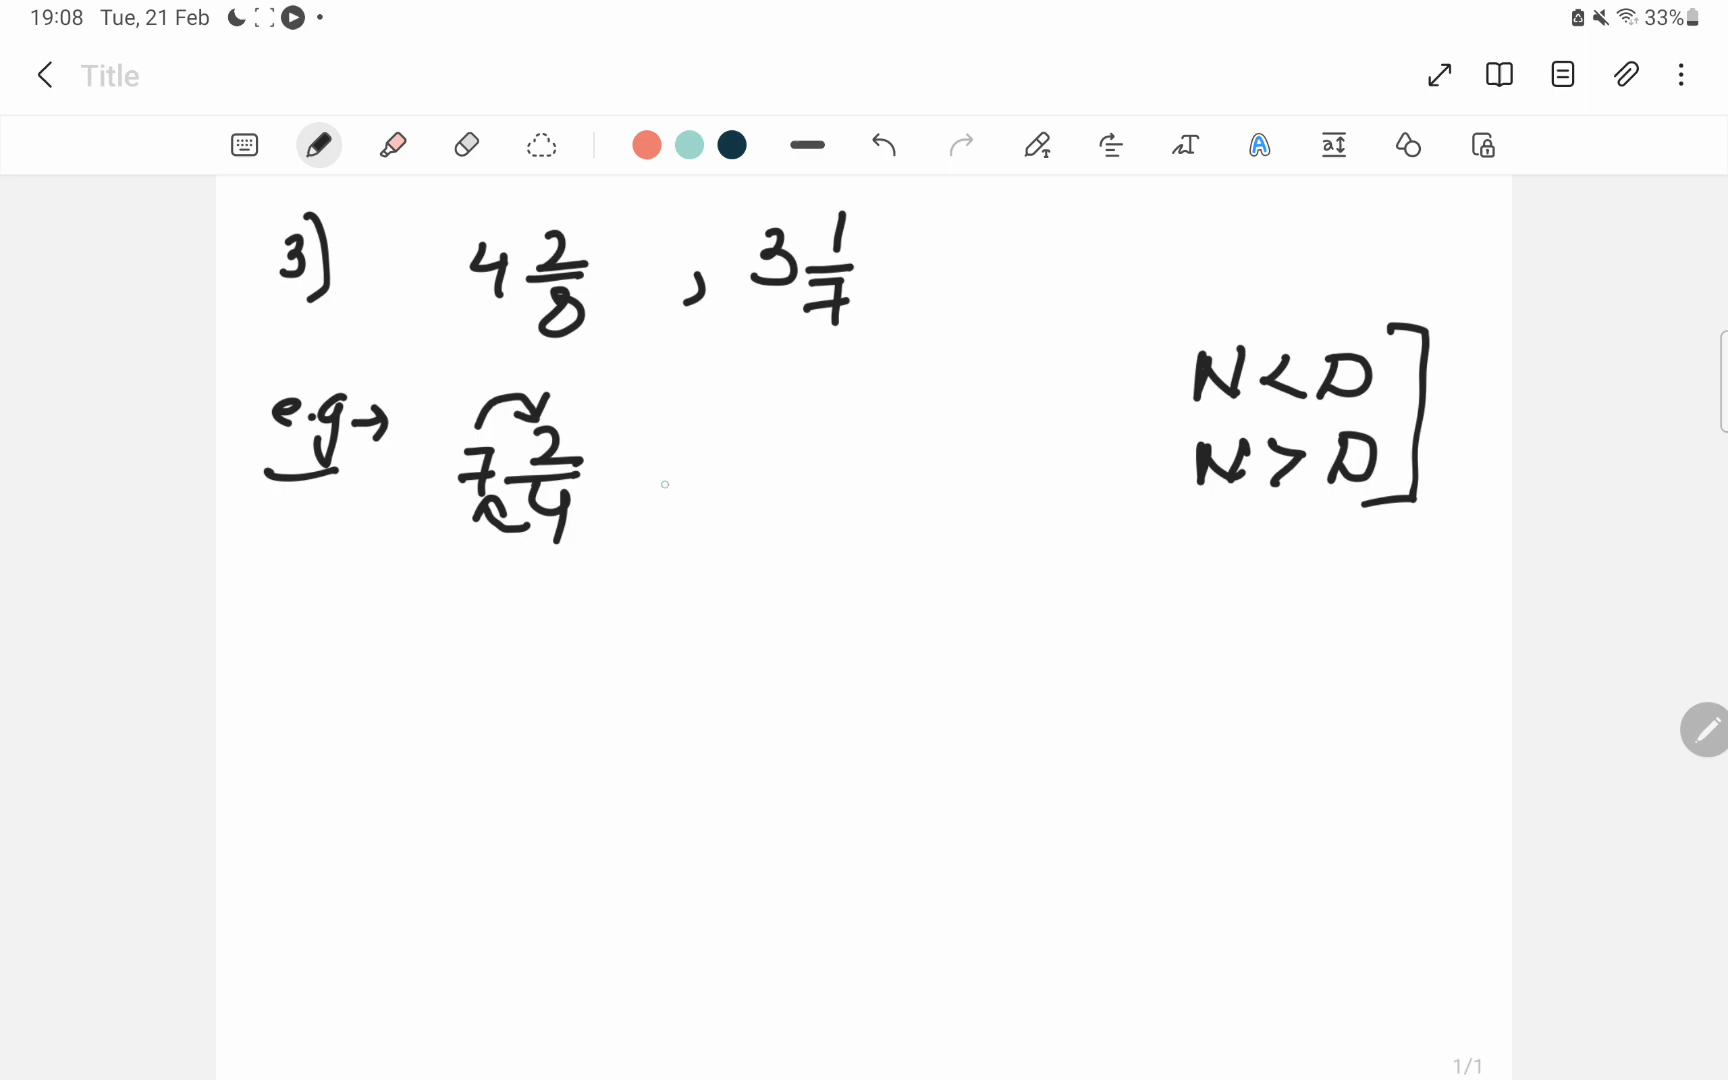 19:08 Tue, 21 Feb 33%
Title
3) 4 2/8 , 3 1/7
N < D
e.g → 7 2/4
N > D
1/1